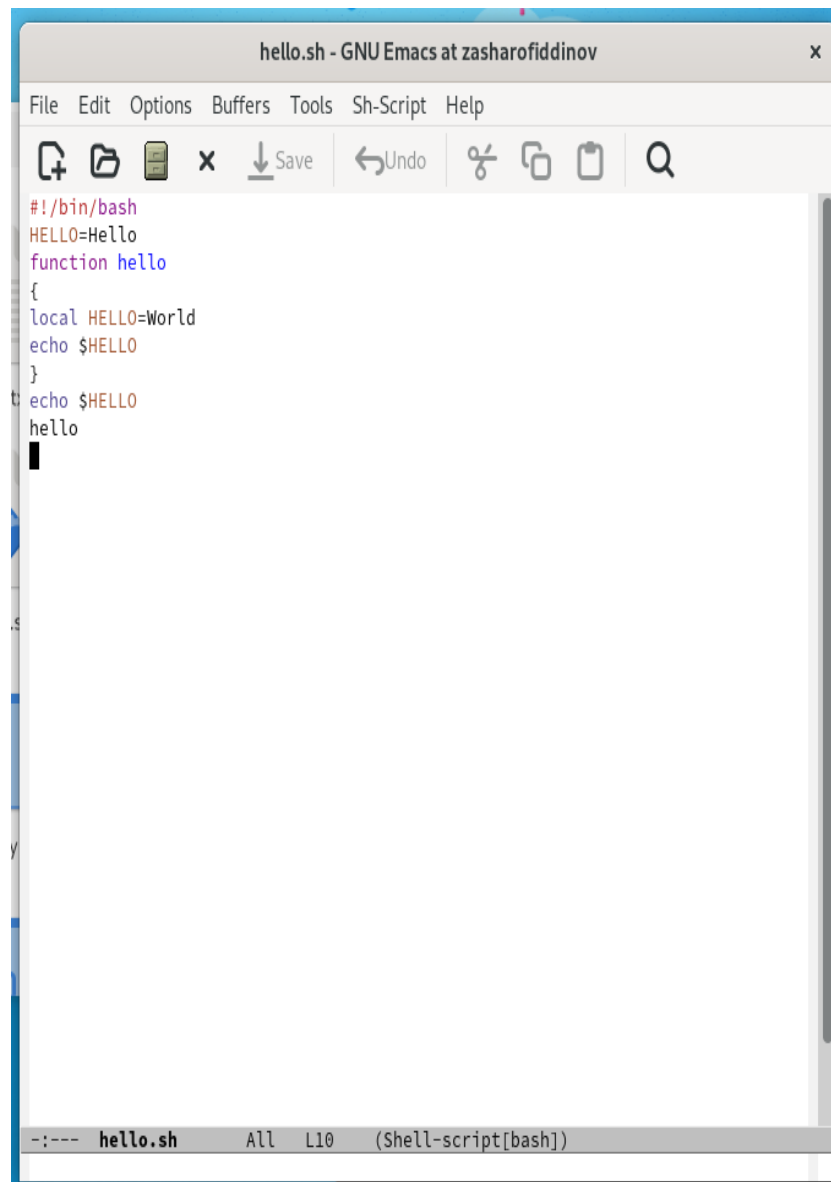 hello.sh - GNU Emacs at zasharofiddinov x
File Edit Options Buffers Tools Sh-Script Help
Save Undo
#!/bin/bash
HELLO=Hello
function hello
{
local HELLO=World
echo $HELLO
}
echo $HELLO
hello
-:--- hello.sh All L10 (Shell-script[bash])